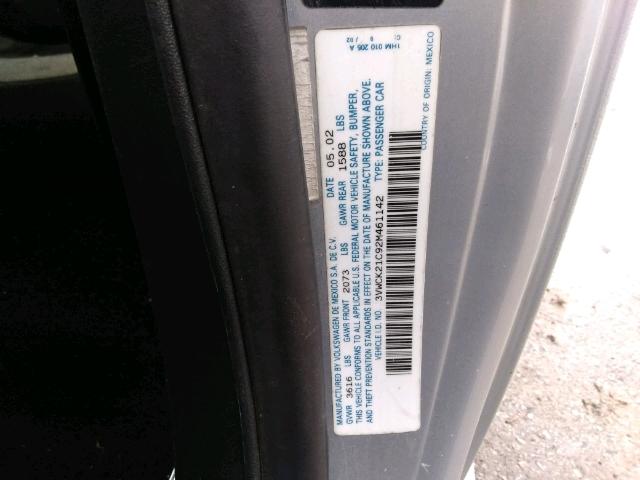 MANUFACTURED BY VOLKSWAGEN DE MEXICO S.A. DE C.V. DATE 05.02
GVWR 3616 LBS GAWR FRONT 2073 LBS GAWR REAR 1588 LBS
THIS VEHICLE CONFORMS TO ALL APPLICABLE U.S. FEDERAL MOTOR VEHICLE SAFETY, BUMPER,
AND THEFT PREVENTION STANDARDS IN EFFECT ON THE DATE OF MANUFACTURE SHOWN ABOVE.
VEHICLE I.D. NO. 3VWCK21C92M461142 TYPE: PASSENGER CAR
COUNTRY OF ORIGIN: MEXICO
1HM 010 205 A